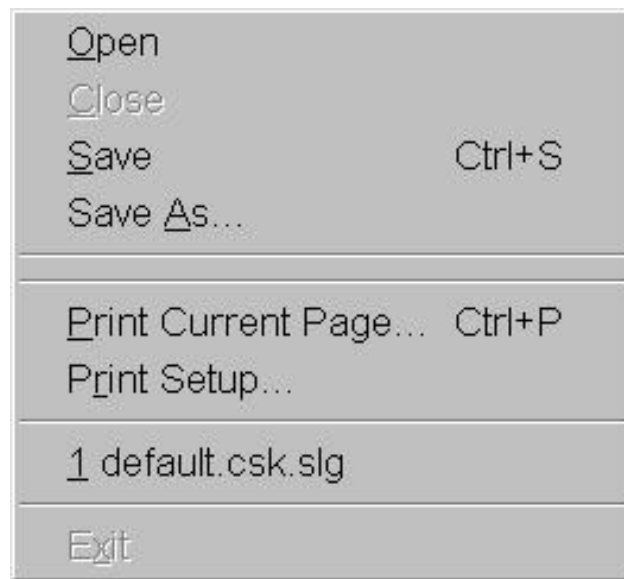 Open
Close
Save Ctrl+S
Save As...
Print Current Page... Ctrl+P
Print Setup...
1 default.csk.slg
Exit